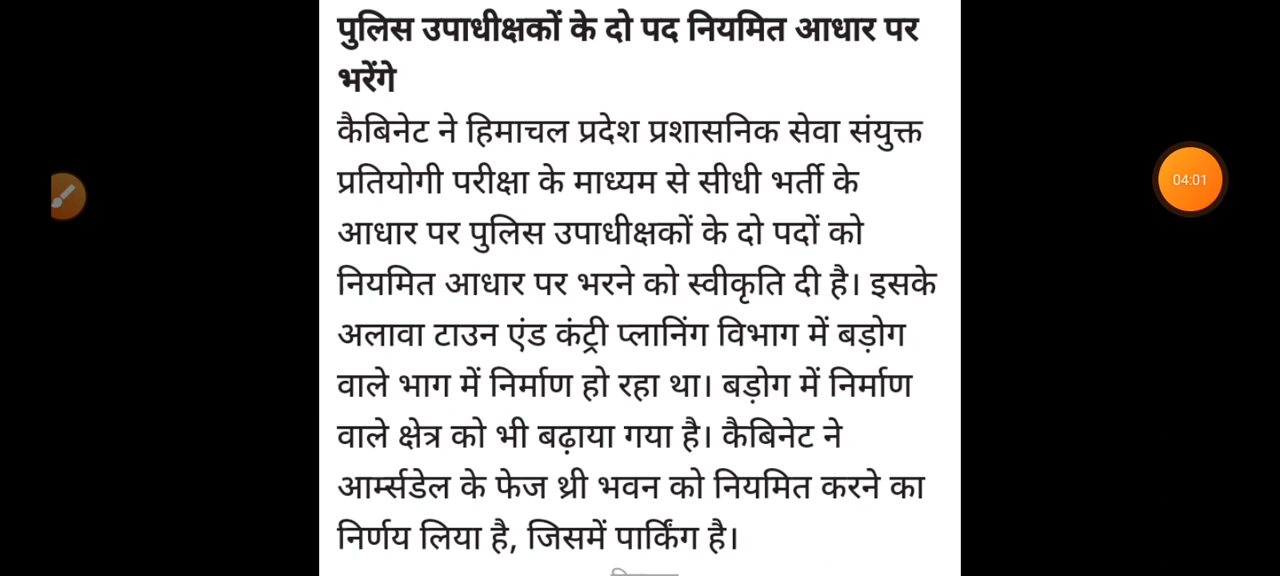 पुलिस उपाधीक्षकों के दो पद नियमित आधार पर
भरेंगे
कैबिनेट ने हिमाचल प्रदेश प्रशासनिक सेवा संयुक्त
प्रतियोगी परीक्षा के माध्यम से सीधी भर्ती के
आधार पर पुलिस उपाधीक्षकों के दो पदों को
नियमित आधार पर भरने को स्वीकृति दी है। इसके
अलावा टाउन एंड कंट्री प्लानिंग विभाग में बड़ोग
वाले भाग में निर्माण हो रहा था। बड़ोग में निर्माण
वाले क्षेत्र को भी बढ़ाया गया है। कैबिनेट ने
आर्म्सडेल के फेज थ्री भवन को नियमित करने का
निर्णय लिया है, जिसमें पार्किंग है।
04:01